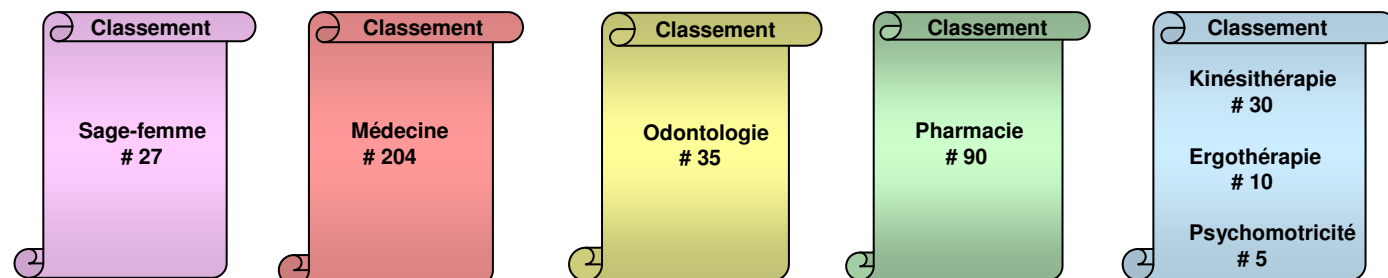 Classement
Sage-femme
# 27
Classement
Médecine
# 204
Classement
Odontologie
# 35
Classement
Pharmacie
# 90
Classement
Kinésithérapie
# 30
Ergothérapie
# 10
Psychomotricité
# 5